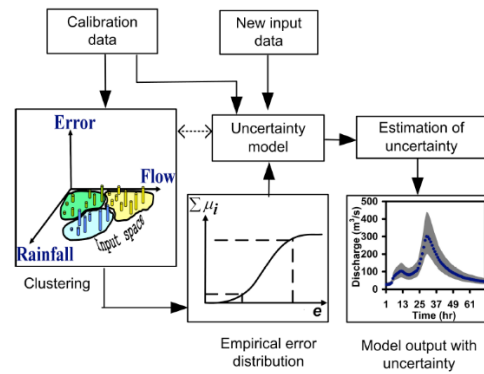 Calibration
data
New input
data
Error
Flow
Rainfall
Input space
Clustering
Uncertainty
model
Estimation of
uncertainty
∑ μi
e
Empirical error
distribution
Discharge (m³/s)
500
400
300
200
100
0
1 13 25 37 49 61
Time (hr)
Model output with
uncertainty